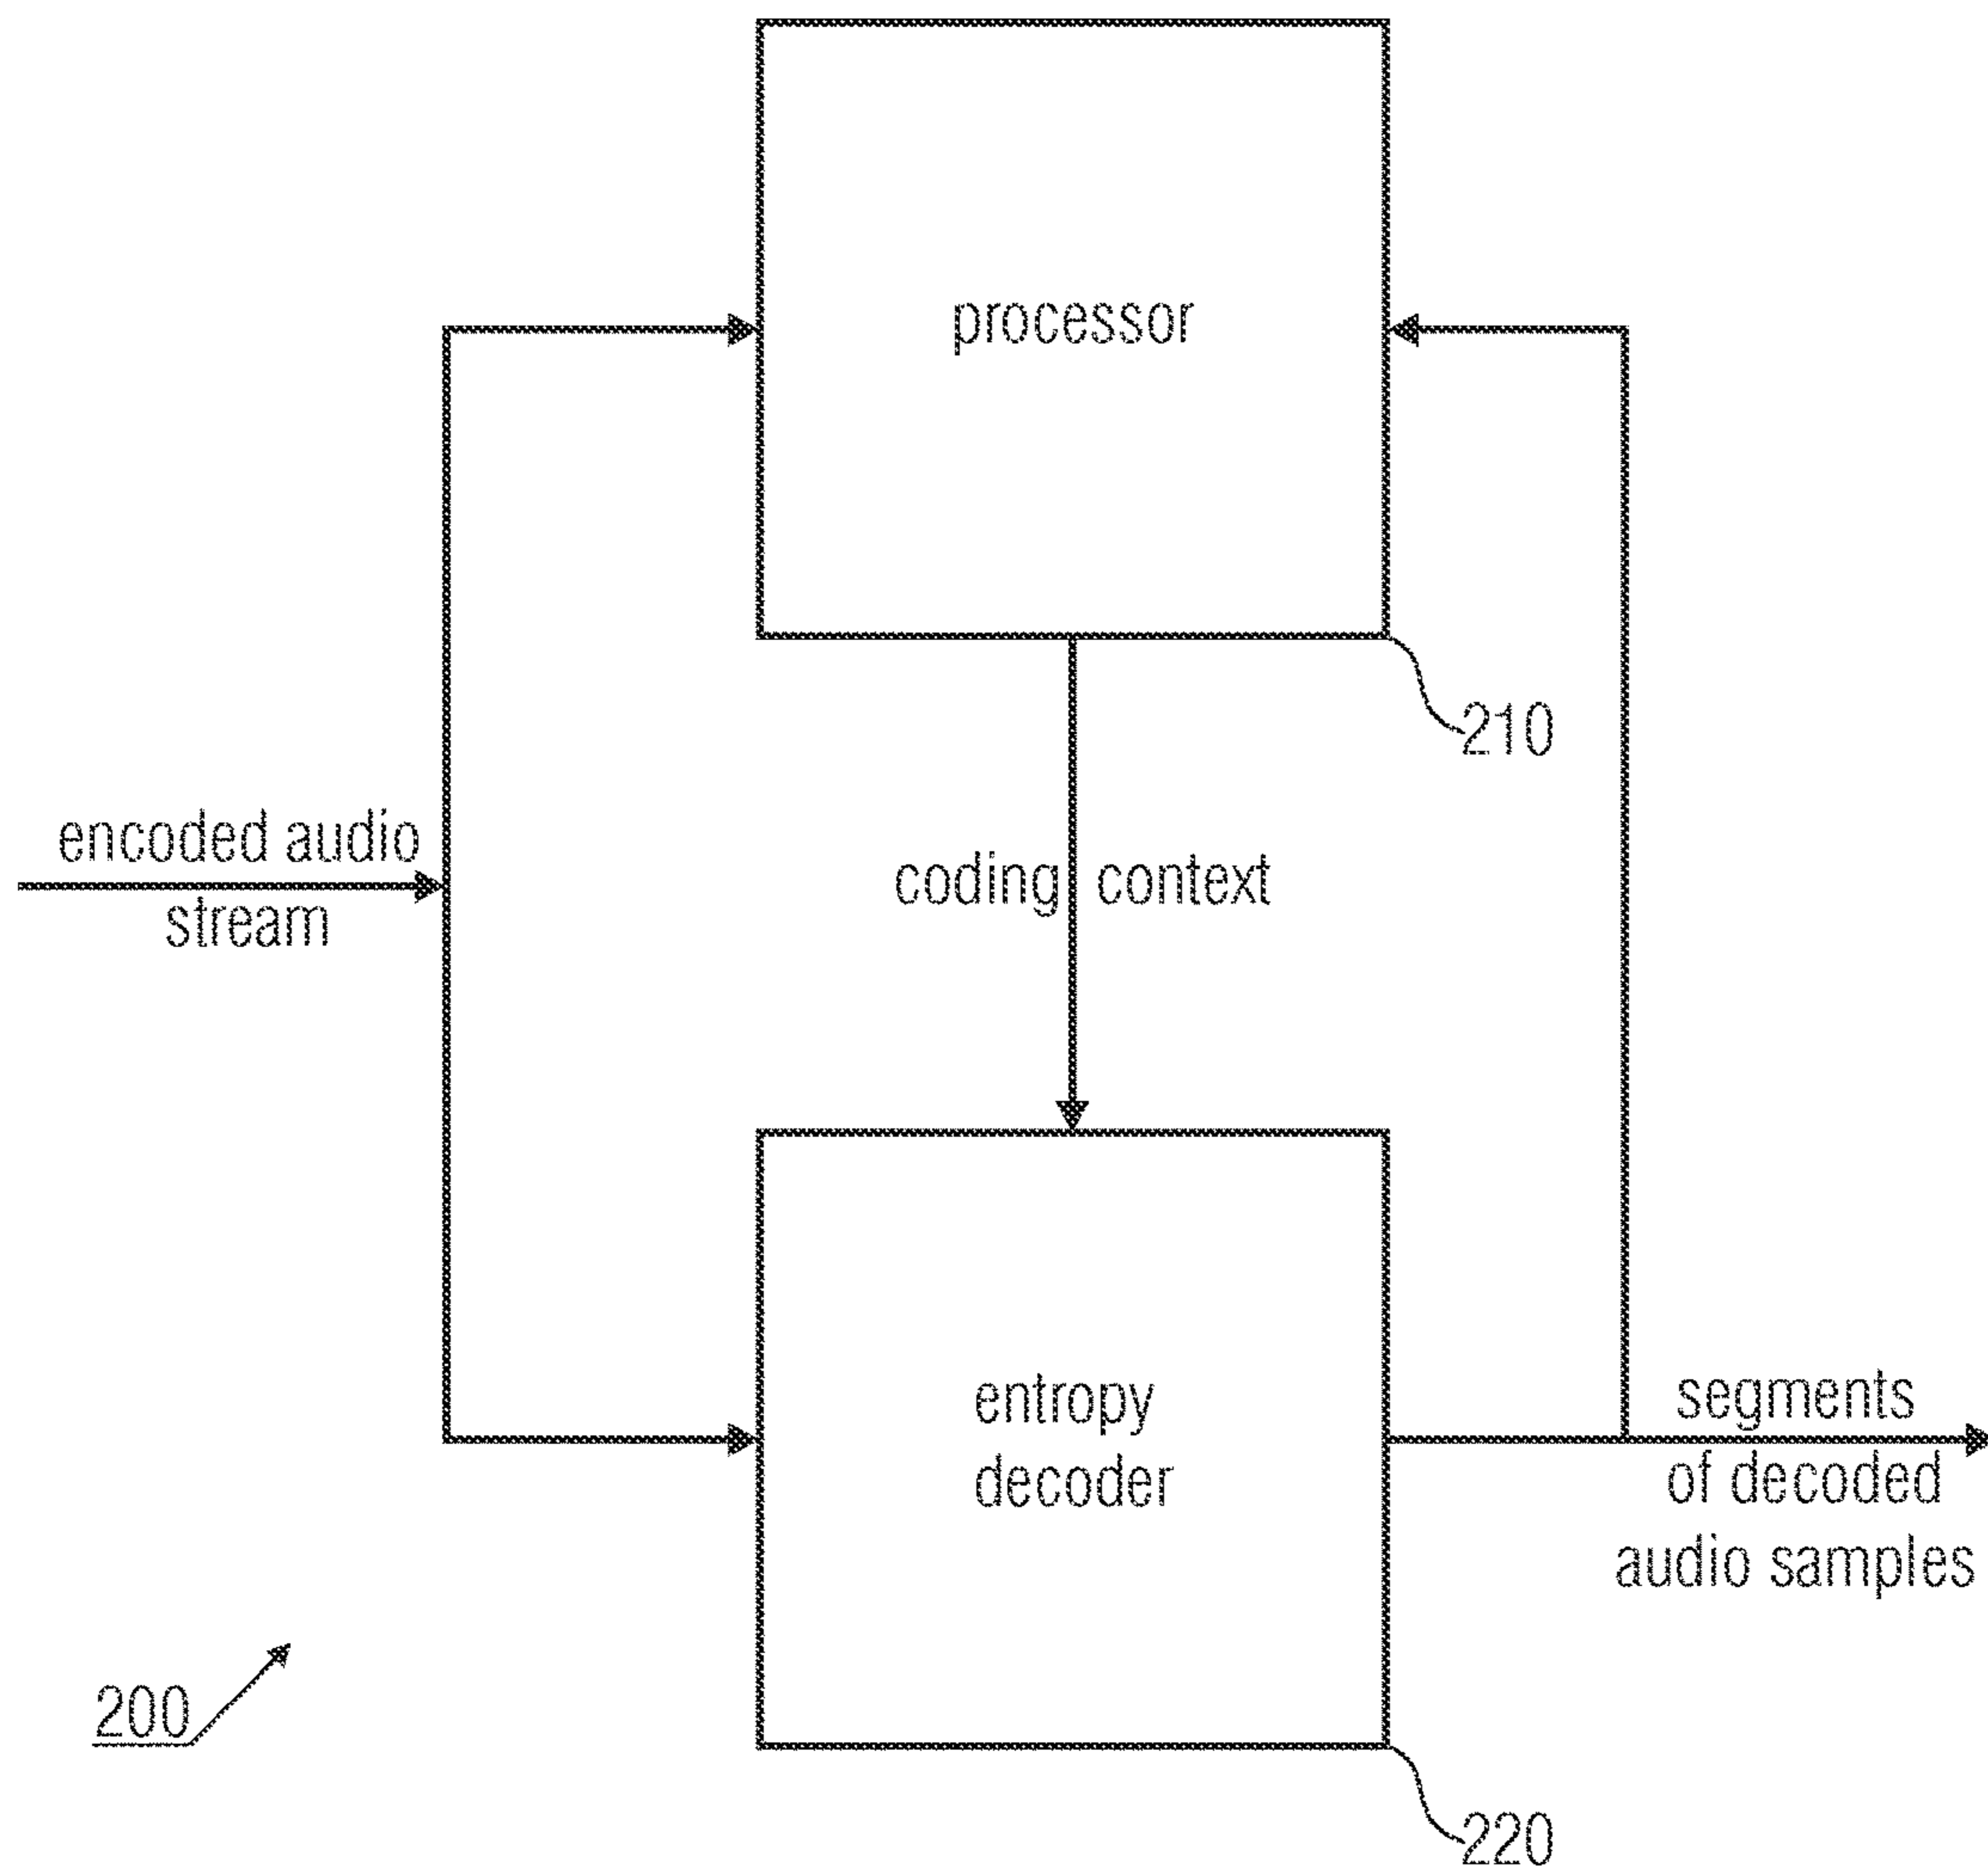 processor
210
encoded audio
stream
coding context
entropy
decoder
segments
of decoded
audio samples
200
220